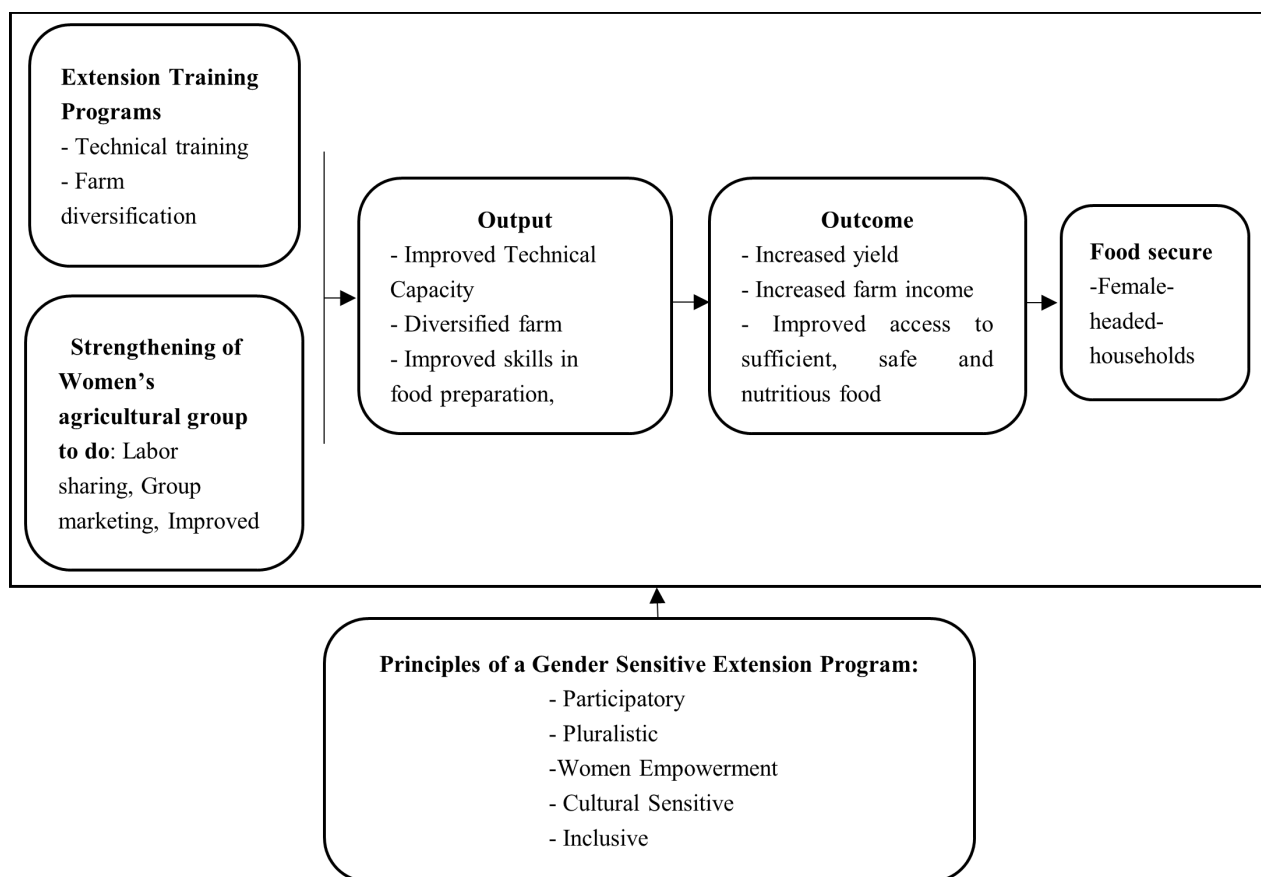 Extension Training
Programs
- Technical training
- Farm
diversification
Strengthening of
Women’s
agricultural group
to do: Labor
sharing, Group
marketing, Improved
Output
- Improved Technical
Capacity
- Diversified farm
- Improved skills in
food preparation,
Outcome
- Increased yield
- Increased farm income
- Improved access to
sufficient, safe and
nutritious food
Food secure
-Female-
headed-
households
Principles of a Gender Sensitive Extension Program:
- Participatory
- Pluralistic
-Women Empowerment
- Cultural Sensitive
- Inclusive